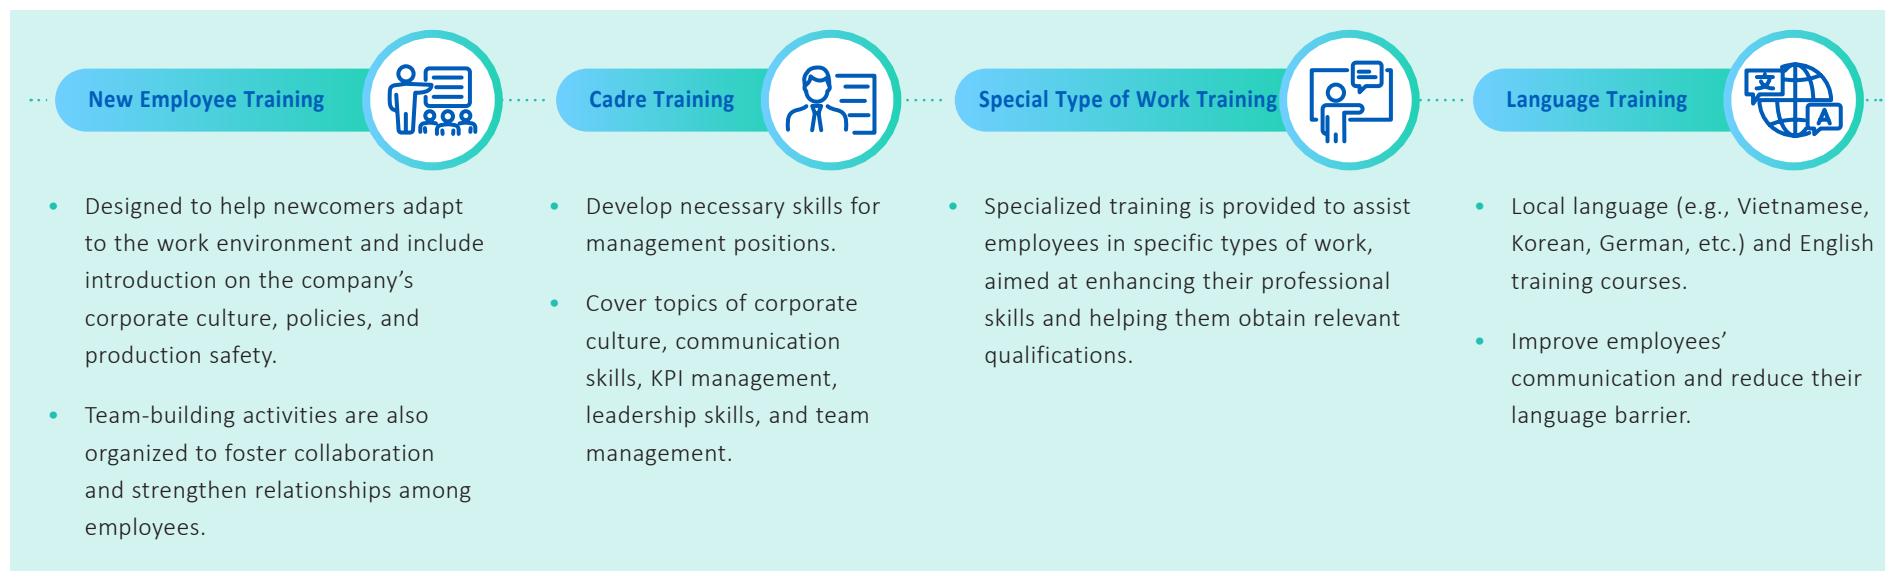 New Employee Training
• Designed to help newcomers adapt
to the work environment and include
introduction on the company’s
corporate culture, policies, and
production safety.
• Team-building activities are also
organized to foster collaboration
and strengthen relationships among
employees.
Cadre Training
• Develop necessary skills for
management positions.
• Cover topics of corporate
culture, communication
skills, KPI management,
leadership skills, and team
management.
Special Type of Work Training
• Specialized training is provided to assist
employees in specific types of work,
aimed at enhancing their professional
skills and helping them obtain relevant
qualifications.
Language Training
文
A
• Local language (e.g., Vietnamese,
Korean, German, etc.) and English
training courses.
• Improve employees’
communication and reduce their
language barrier.